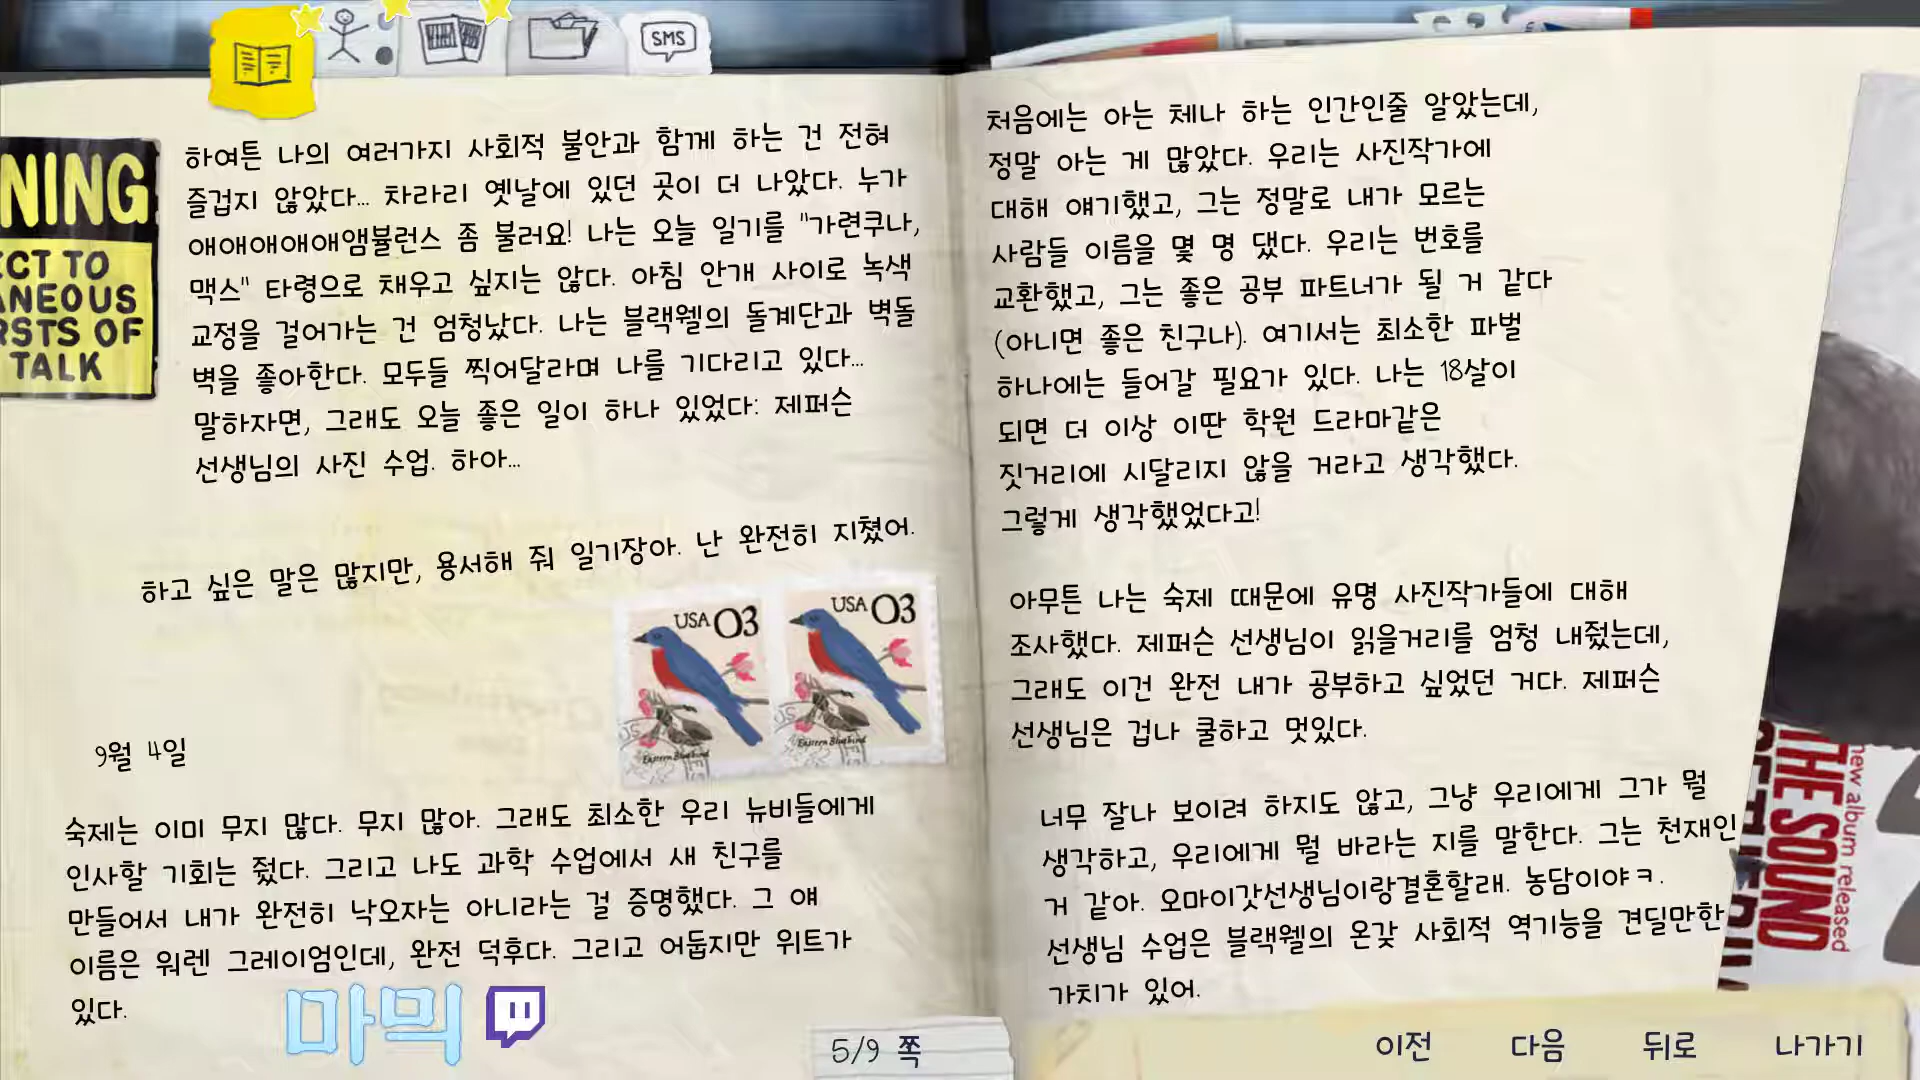 SMS
NING
ECT TO
ANEOUS
RSTS OF
TALK
하여튼 나의 여러가지 사회적 불안과 함께 하는 건 전혀
즐겁지 않았다... 차라리 옛날에 있던 곳이 더 나았다. 누가
애애애애애앰뷸런스 좀 불러요! 나는 오늘 일기를 "가련쿠나,
맥스" 타령으로 채우고 싶지는 않다. 아침 안개 사이로 녹색
교정을 걸어가는 건 엄청났다. 나는 블랙웰의 돌계단과 벽돌
벽을 좋아한다. 모두들 찍어달라며 나를 기다리고 있다...
말하자면, 그래도 오늘 좋은 일이 하나 있었다: 제퍼슨
선생님의 사진 수업. 하아...
하고 싶은 말은 많지만, 용서해 줘 일기장아. 난 완전히 지쳤어.
USA 03
USA 03
Eastern Bluebird
Eastern Bluebird
9월 4일
숙제는 이미 무지 많다. 무지 많아. 그래도 최소한 우리 뉴비들에게
인사할 기회는 줬다. 그리고 나도 과학 수업에서 새 친구를
만들어서 내가 완전히 낙오자는 아니라는 걸 증명했다. 그 얘
이름은 워렌 그레이엄인데, 완전 덕후다. 그리고 어둡지만 위트가
있다.
마믜
처음에는 아는 체나 하는 인간인줄 알았는데,
정말 아는 게 많았다. 우리는 사진작가에
대해 얘기했고, 그는 정말로 내가 모르는
사람들 이름을 몇 명 댔다. 우리는 번호를
교환했고, 그는 좋은 공부 파트너가 될 거 같다
(아니면 좋은 친구나). 여기서는 최소한 파벌
하나에는 들어갈 필요가 있다. 나는 18살이
되면 더 이상 이딴 학원 드라마같은
짓거리에 시달리지 않을 거라고 생각했다.
그렇게 생각했었다고!
아무튼 나는 숙제 때문에 유명 사진작가들에 대해
조사했다. 제퍼슨 선생님이 읽을거리를 엄청 내줬는데,
그래도 이건 완전 내가 공부하고 싶었던 거다. 제퍼슨
선생님은 겁나 쿨하고 멋있다.
너무 잘나 보이려 하지도 않고, 그냥 우리에게 그가 뭘
생각하고, 우리에게 뭘 바라는 지를 말한다. 그는 천재인
거 같아. 오마이갓선생님이랑결혼할래. 농담이야ㅋ.
선생님 수업은 블랙웰의 온갖 사회적 역기능을 견딜만한
가치가 있어.
new album released
THE SOUND
5/9 쪽
이전 다음 뒤로 나가기